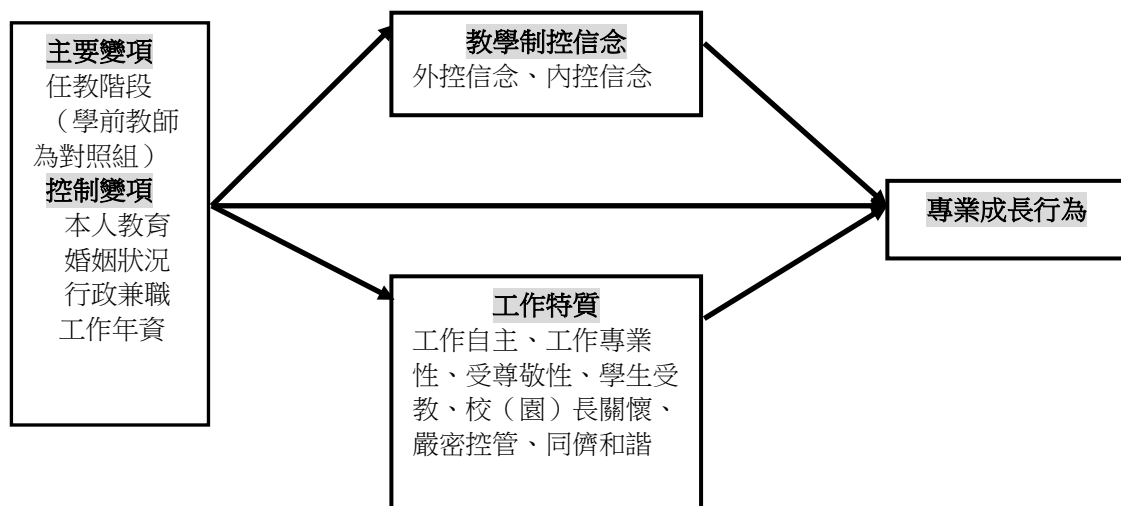 主要變項
任教階段
（學前教師
為對照組）
控制變項
本人教育
婚姻狀況
行政兼職
工作年資
教學制控信念
外控信念、內控信念
工作特質
工作自主、工作專業
性、受尊敬性、學生受
教、校（園）長關懷、
嚴密控管、同儕和諧
專業成長行為